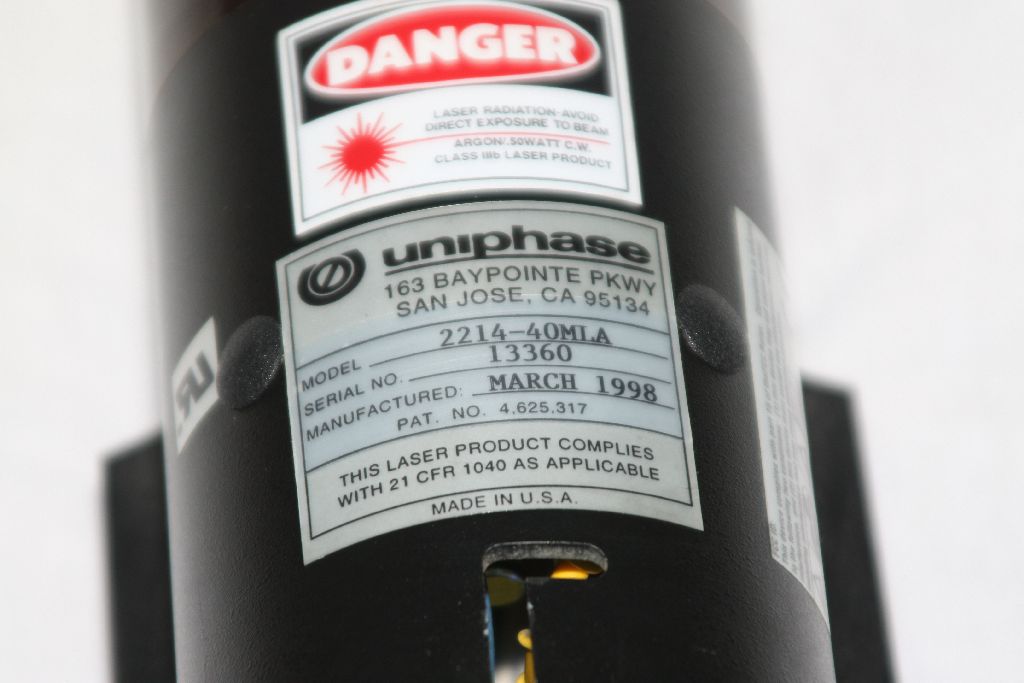 DANGER
LASER RADIATION-AVOID
DIRECT EXPOSURE TO BEAM
ARGON/.50WATT C.W.
CLASS IIIb LASER PRODUCT
uniphase
163 BAYPOINTE PKWY
SAN JOSE, CA 95134
MODEL 2214-40MLA
SERIAL NO. 13360
MANUFACTURED: MARCH 1998
PAT. NO. 4.625.317
THIS LASER PRODUCT COMPLIES
WITH 21 CFR 1040 AS APPLICABLE
MADE IN U.S.A.